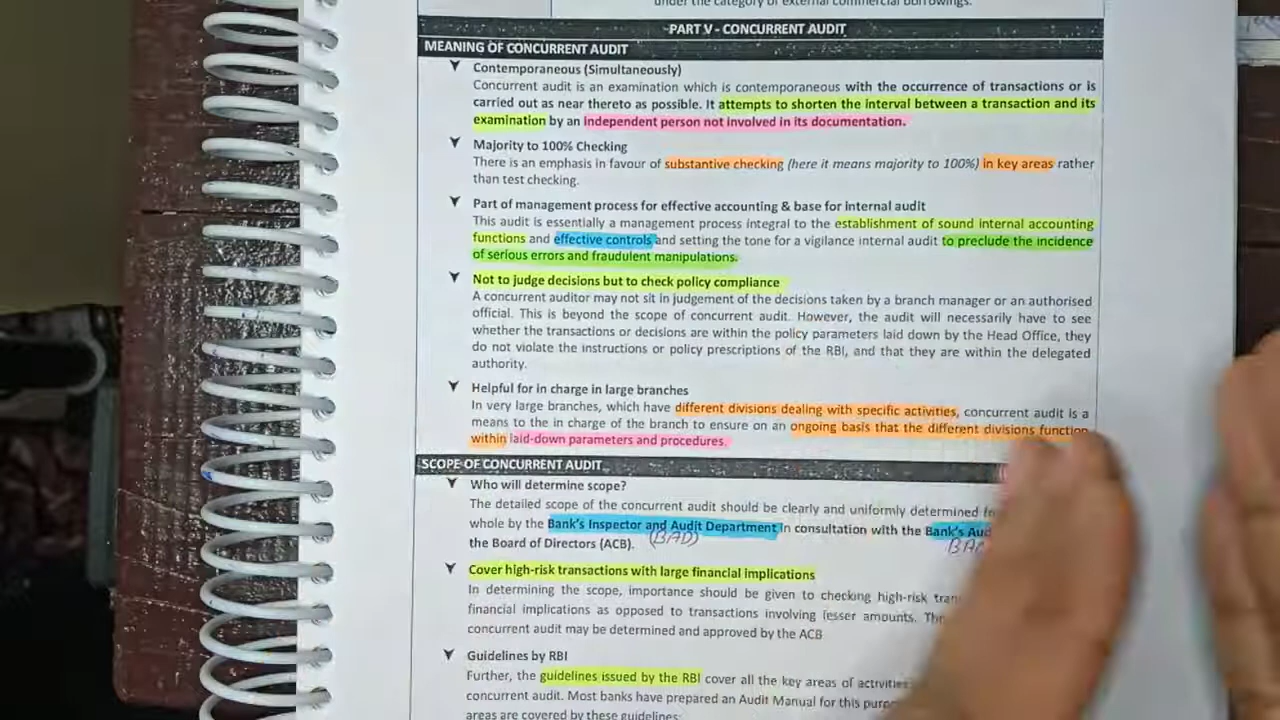 under the category of external commercial borrowings.
PART V - CONCURRENT AUDIT
MEANING OF CONCURRENT AUDIT
Contemporaneous (Simultaneously)
Concurrent audit is an examination which is contemporaneous with the occurrence of transactions or is
carried out as near thereto as possible. It attempts to shorten the interval between a transaction and its
examination by an independent person not involved in its documentation.
Majority to 100% Checking
There is an emphasis in favour of substantive checking (here it means majority to 100%) in key areas rather
than test checking.
Part of management process for effective accounting & base for internal audit
This audit is essentially a management process integral to the establishment of sound internal accounting
functions and effective controls and setting the tone for a vigilance internal audit to preclude the incidence
of serious errors and fraudulent manipulations.
Not to judge decisions but to check policy compliance
A concurrent auditor may not sit in judgement of the decisions taken by a branch manager or an authorised
official. This is beyond the scope of concurrent audit. However, the audit will necessarily have to see
whether the transactions or decisions are within the policy parameters laid down by the Head Office, they
do not violate the instructions or policy prescriptions of the RBI, and that they are within the delegated
authority.
Helpful for in charge in large branches
In very large branches, which have different divisions dealing with specific activities, concurrent audit is a
means to the in charge of the branch to ensure on an ongoing basis that the different divisions function
within laid-down parameters and procedures.
SCOPE OF CONCURRENT AUDIT
Who will determine scope?
The detailed scope of the concurrent audit should be clearly and uniformly determined
whole by the Bank's Inspector and Audit Department in consultation with the Bank's
(BAD)
the Board of Directors (ACB).
Cover high-risk transactions with large financial implications
In determining the scope, importance should be given to checking high-risk
financial implications as opposed to transactions involving lesser amounts.
concurrent audit may be determined and approved by the ACB
Guidelines by RBI
Further, the guidelines issued by the RBI cover all the key areas of activities
concurrent audit. Most banks have prepared an Audit Manual for this
areas are covered by these guidelines: